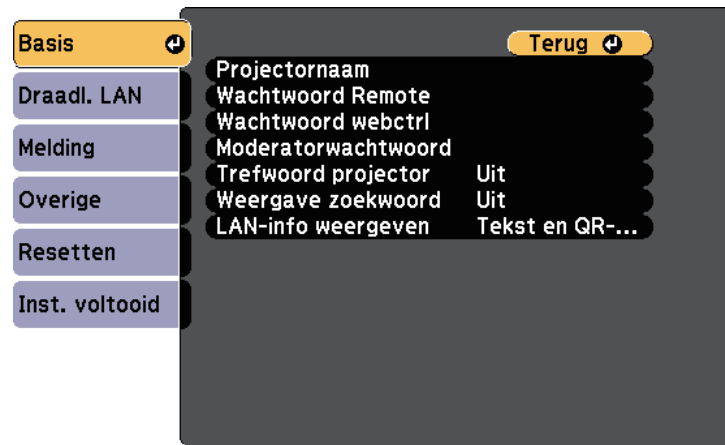 Basis
Terug
Projectornaam
Draadl. LAN
Wachtwoord Remote
Wachtwoord webctrl
Melding
Moderatorwachtwoord
Trefwoord projector Uit
Overige
Weergave zoekwoord Uit
LAN-info weergeven Tekst en QR-...
Resetten
Inst. voltooid